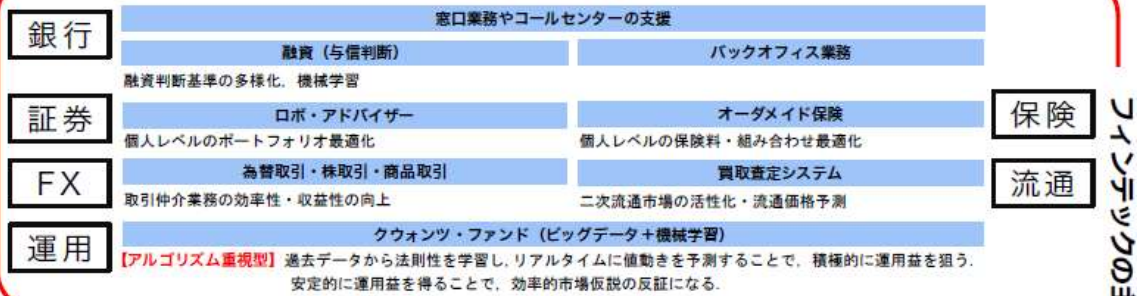 銀行
窓口業務やコールセンターの支援
融資（与信判断）
バックオフィス業務
融資判断基準の多様化，機械学習
証券
ロボ・アドバイザー
オーダメイド保険
保険
個人レベルのポートフォリオ最適化
個人レベルの保険料・組み合わせ最適化
FX
為替取引・株取引・商品取引
買取査定システム
流通
取引仲介業務の効率性・収益性の向上
二次流通市場の活性化・流通価格予測
運用
クウォンツ・ファンド（ビッグデータ＋機械学習）
【アルゴリズム重視型】過去データから法則性を学習し，リアルタイムに値動きを予測することで，積極的に運用益を狙う．
安定的に運用益を得ることで，効率的市場仮説の反証になる．
フィンテックの主